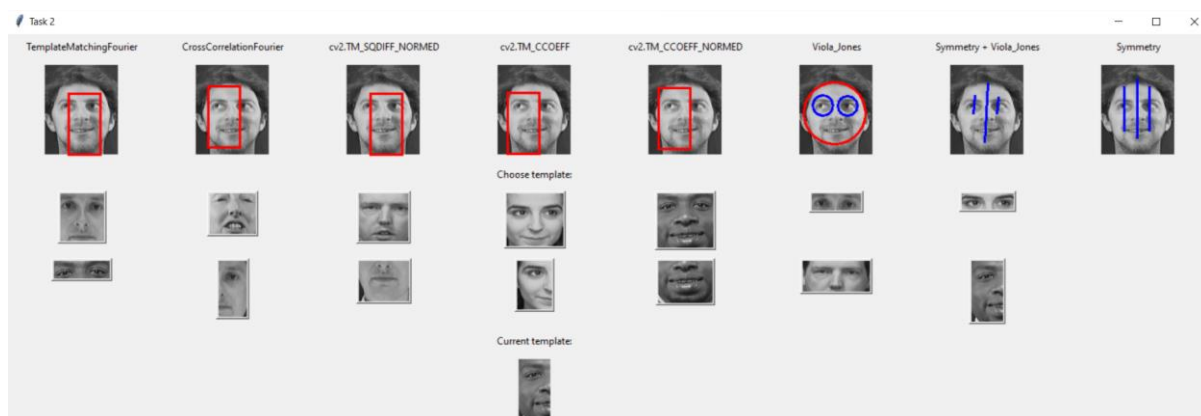 Task 2
TemplateMatchingFourier CrossCorrelationFourier cv2.TM_SQDIFF_NORMED cv2.TM_CCOEFF cv2.TM_CCOEFF_NORMED Viola_Jones Symmetry + Viola_Jones Symmetry
Choose template:
Current template: